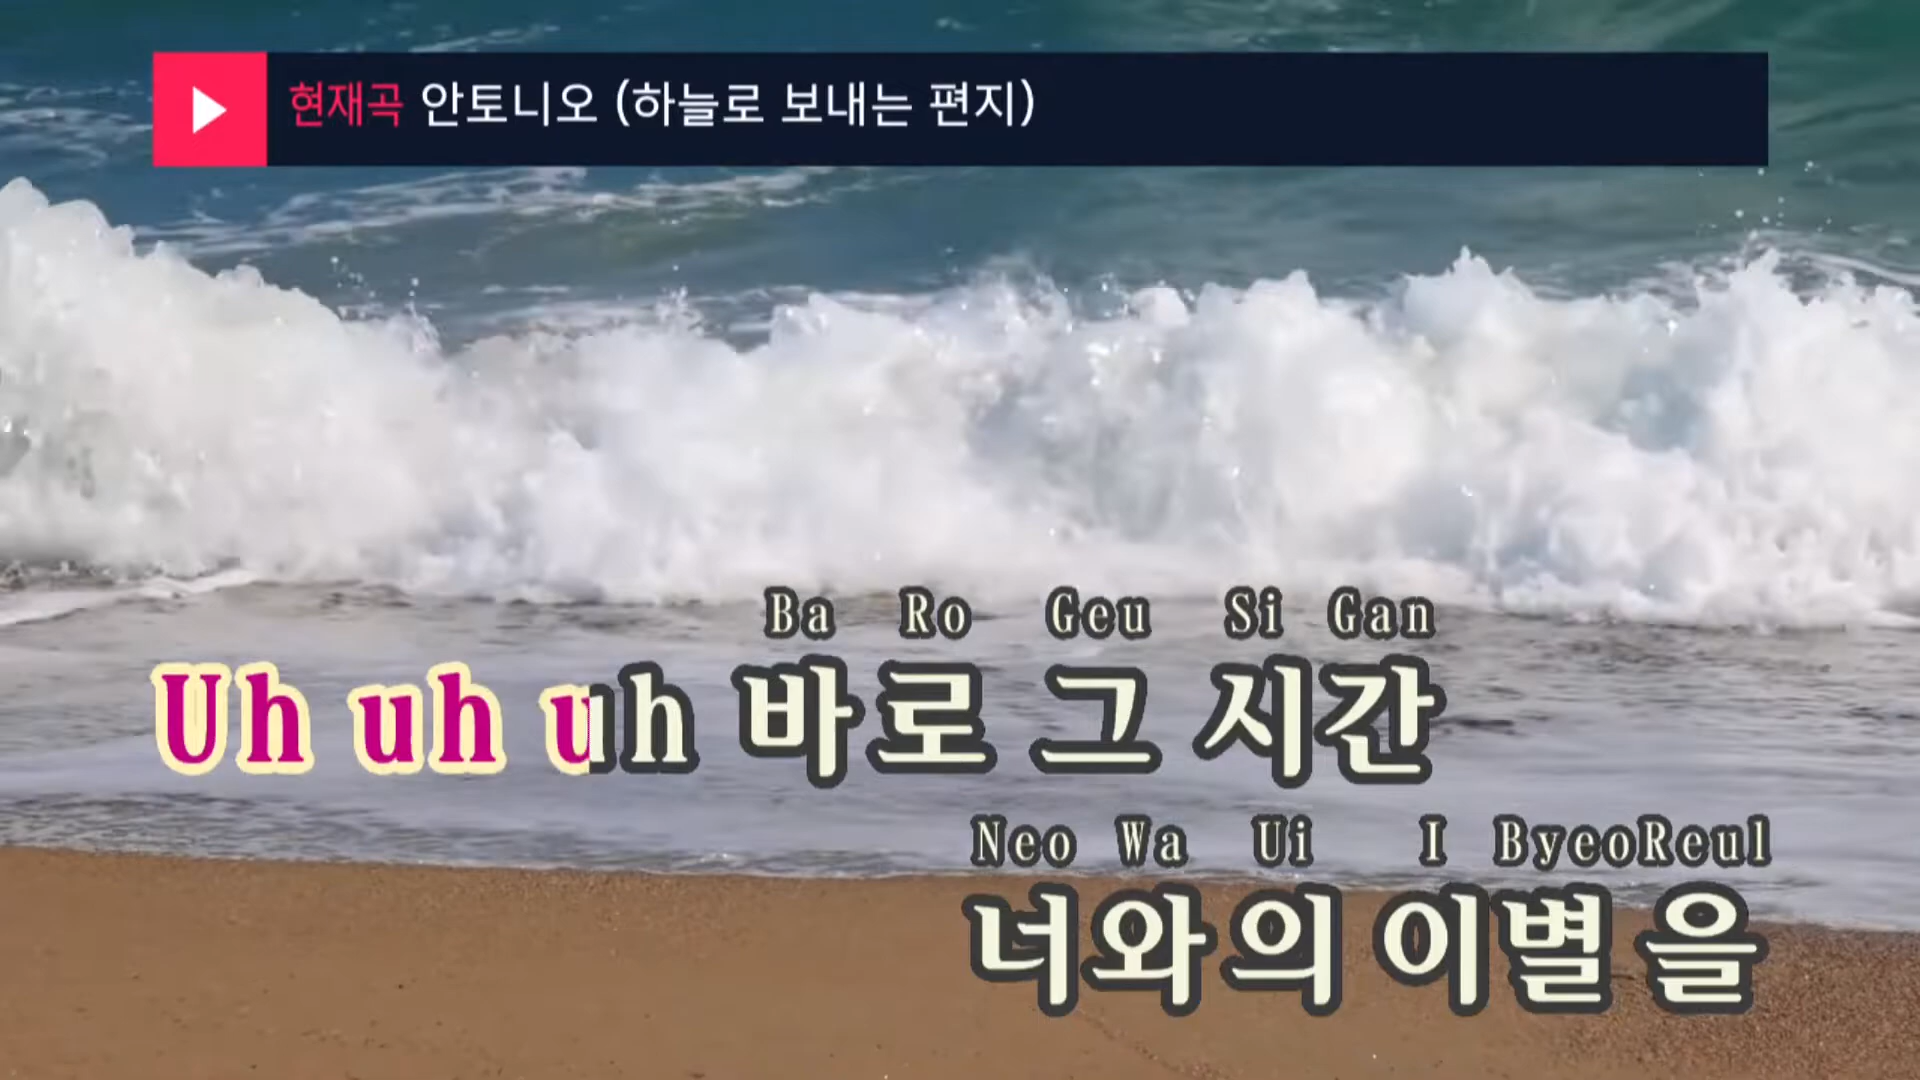 현재곡 안토니오 (하늘로 보내는 편지)
Ba Ro Geu Si Gan
Uh uh uh 바로 그 시간
Neo Wa Ui I ByeoReul
너와의 이별을